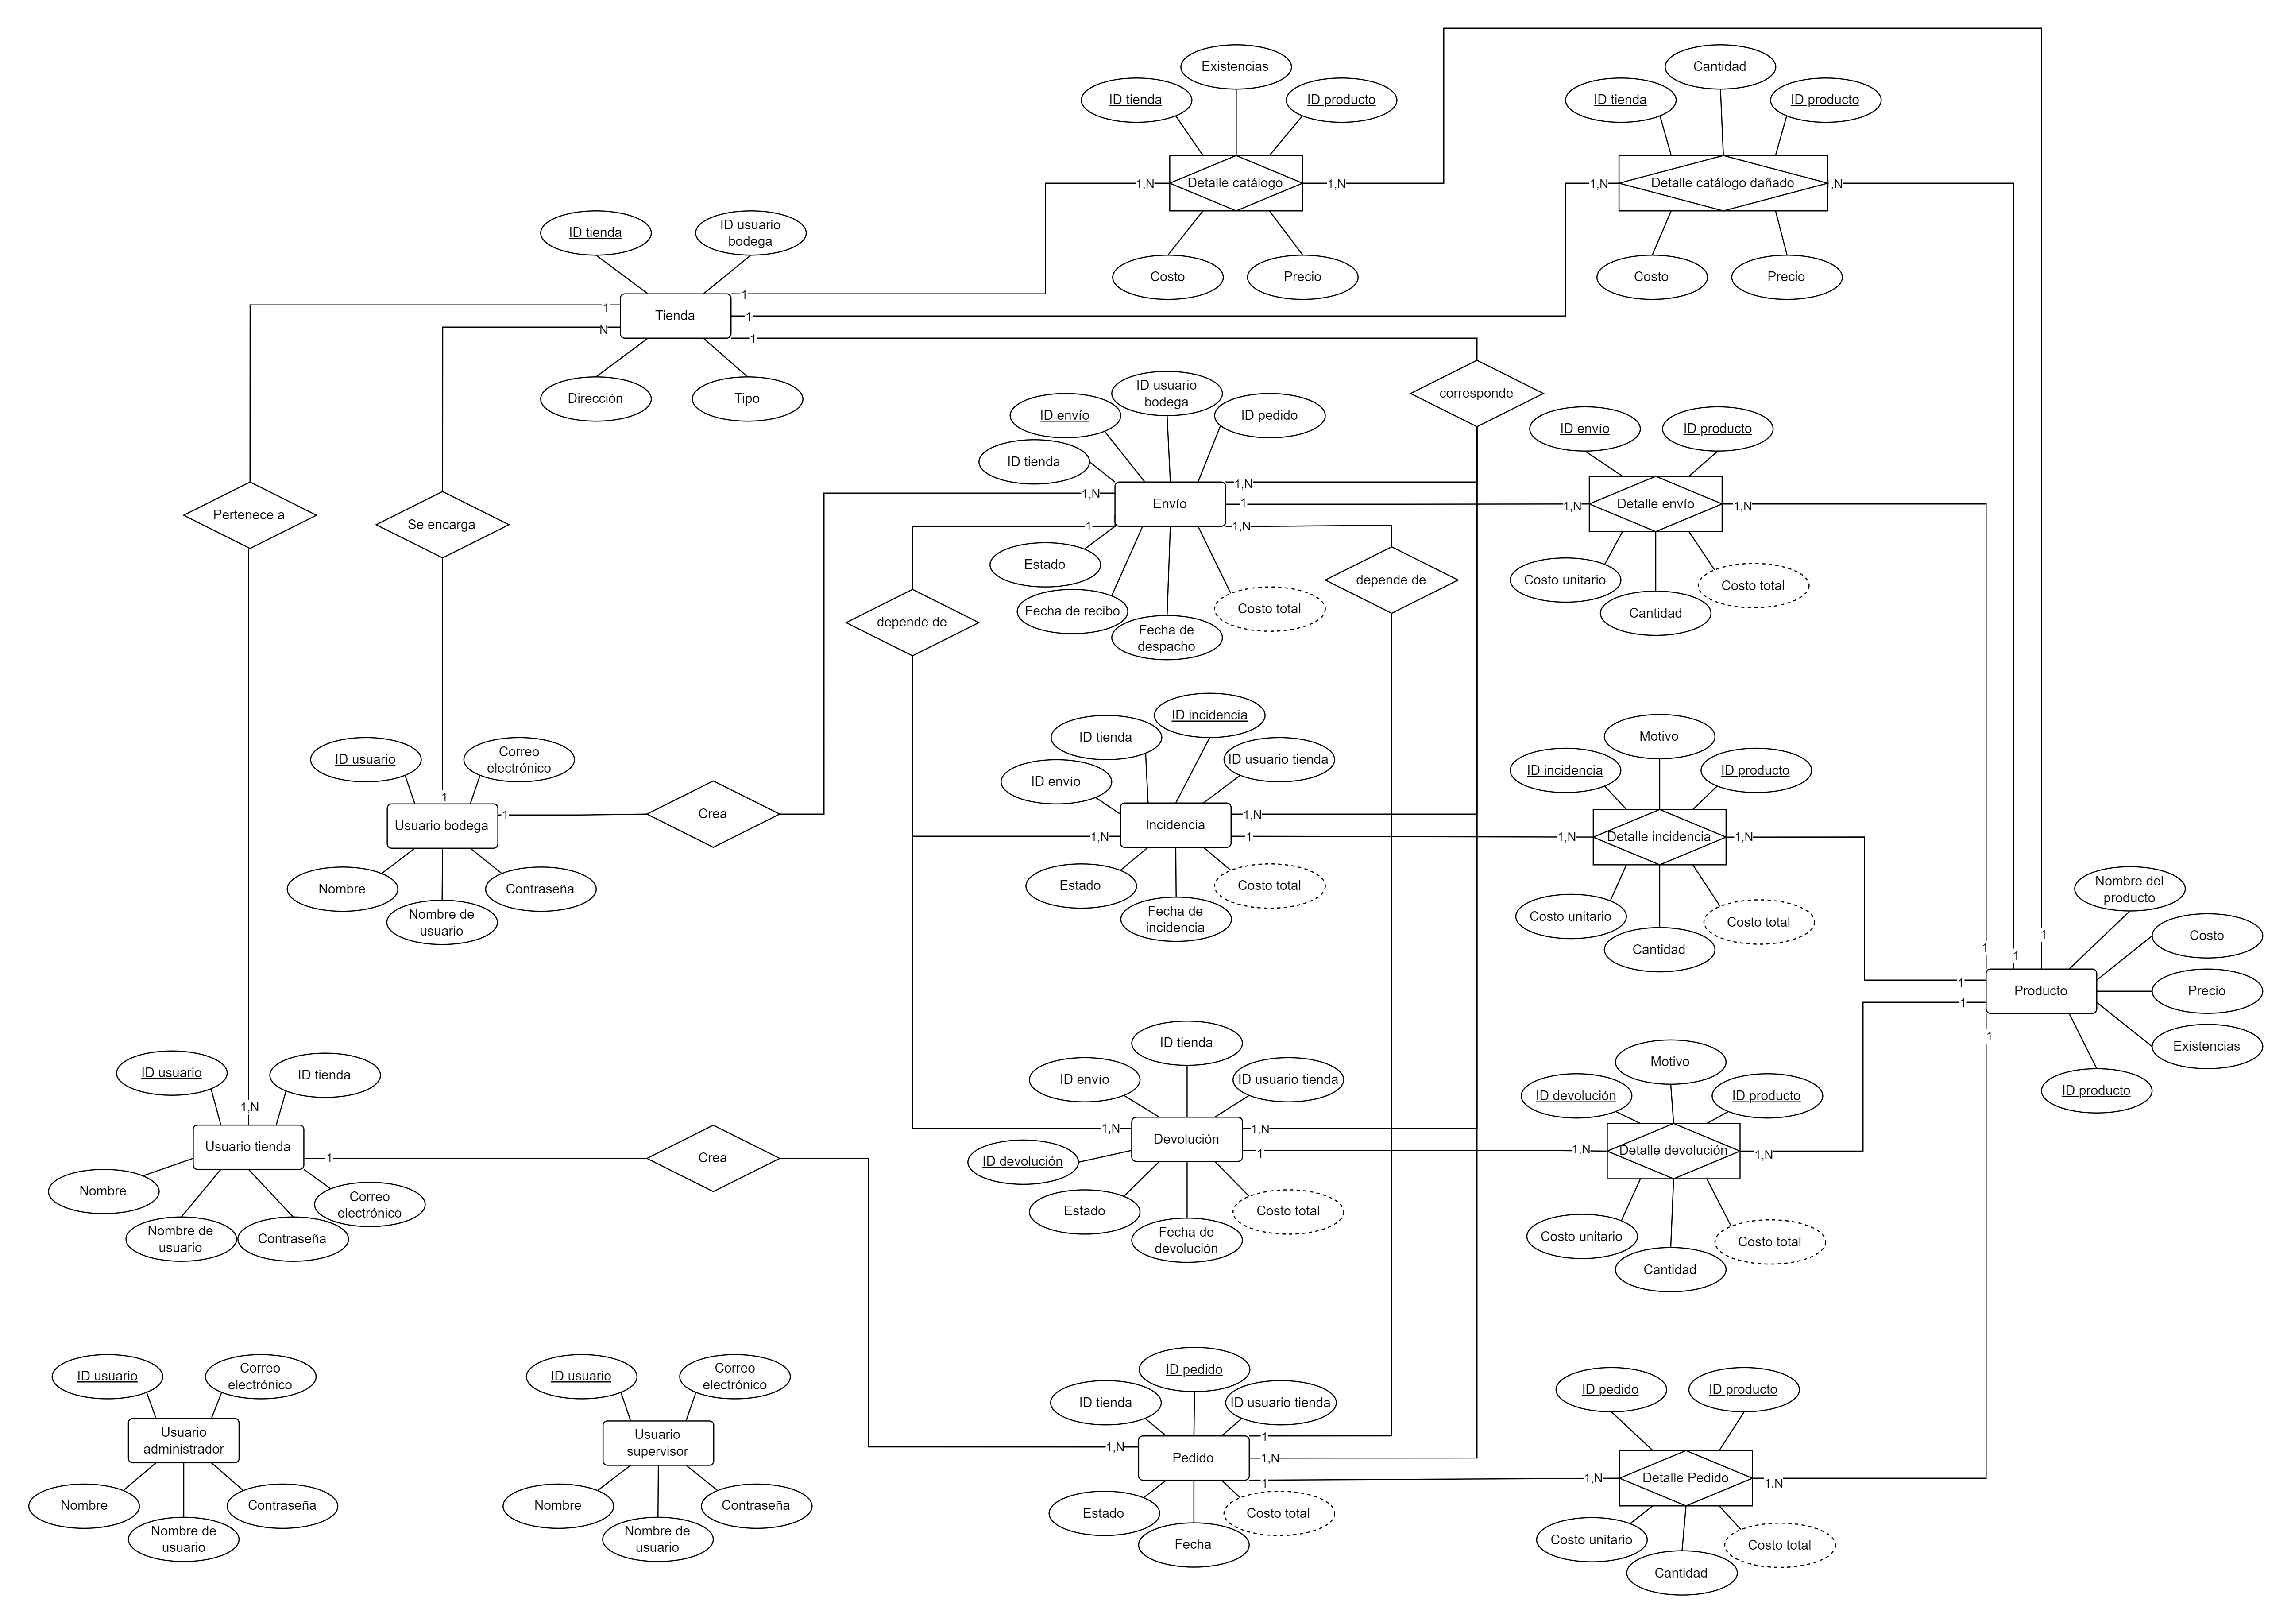 Existencias
ID tienda
ID producto
1,N
Detalle catálogo
1,N
Costo
Precio
Cantidad
ID tienda
ID producto
1,N
Detalle catálogo dañado
,N
Costo
Precio
ID tienda
ID usuario
bodega
1
1
Tienda
1
N
1
Dirección
Tipo
corresponde
Pertenece a
Se encarga
ID usuario
bodega
ID envío
ID pedido
ID tienda
1,N
1,N
Envío
1
1
1,N
Estado
Fecha de recibo
Fecha de
despacho
Costo total
depende de
depende de
ID envío
ID producto
1,N
Detalle envío
1,N
Costo unitario
Cantidad
Costo total
ID incidencia
ID tienda
ID usuario tienda
ID envío
1,N
Incidencia
1,N
1
Estado
Fecha de
incidencia
Costo total
Motivo
ID incidencia
ID producto
1,N
Detalle incidencia
1,N
Costo unitario
Cantidad
Costo total
ID usuario
Correo
electrónico
1
1
Usuario bodega
Crea
Nombre
Nombre de
usuario
Contraseña
Nombre del
producto
Costo
Precio
Existencias
ID producto
Producto
1
1
1
1
1
1
ID tienda
ID envío
ID usuario tienda
1,N
1,N
Devolución
1
ID devolución
Estado
Fecha de
devolución
Costo total
Motivo
ID devolución
ID producto
1,N
Detalle devolución
1,N
Costo unitario
Cantidad
Costo total
ID usuario
ID tienda
1,N
Usuario tienda
1
Crea
Nombre
Nombre de
usuario
Contraseña
Correo
electrónico
ID usuario
Correo
electrónico
Usuario
administrador
Nombre
Nombre de
usuario
Contraseña
ID usuario
Correo
electrónico
Usuario
supervisor
Nombre
Nombre de
usuario
Contraseña
ID pedido
ID tienda
ID usuario tienda
1
1,N
Pedido
1,N
1
Estado
Fecha
Costo total
ID pedido
ID producto
1,N
Detalle Pedido
1,N
Costo unitario
Cantidad
Costo total